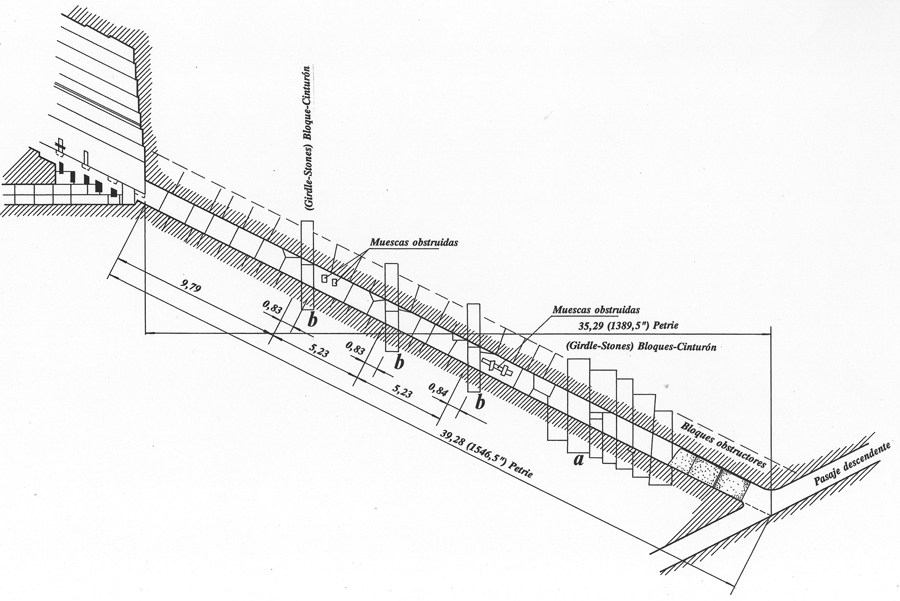 (Girdle-Stones) Bloque-Cinturón
Muescas obstruidas
Muescas obstruidas
35,29 (1389,5") Petrie
(Girdle-Stones) Bloques-Cinturón
9,79
0,83
b
5,23
0,83
b
5,23
0,84
b
39,28 (1546,5") Petrie
a
Bloques obstructores
Pasaje descendente